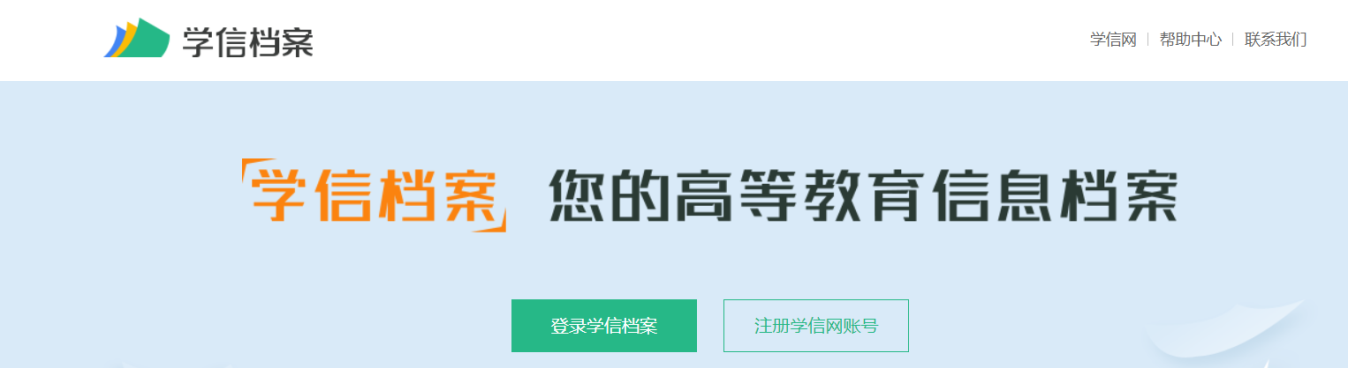 学信档案
学信网 | 帮助中心 | 联系我们
「学信档案」 您的高等教育信息档案
登录学信档案
注册学信网账号